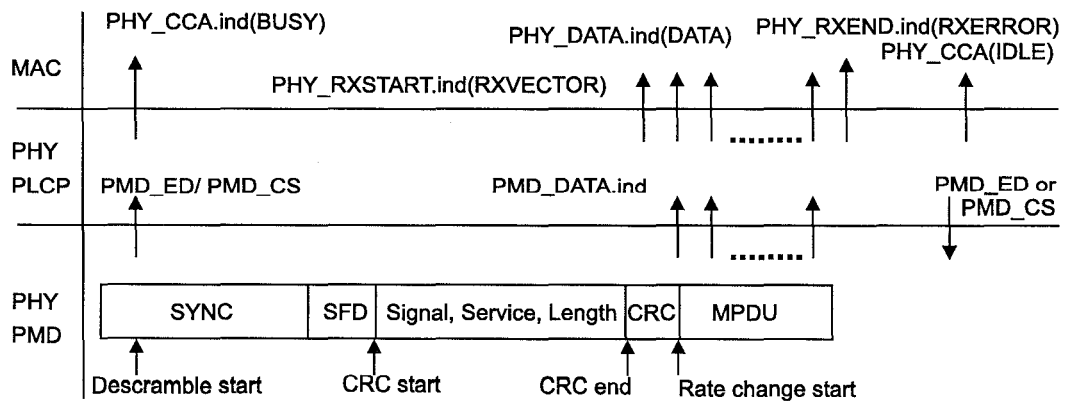 PHY_CCA.ind(BUSY)
PHY_DATA.ind(DATA)
PHY_RXEND.ind(RXERROR)
PHY_CCA(IDLE)
MAC
PHY_RXSTART.ind(RXVECTOR)
PHY
PLCP
PMD_ED/ PMD_CS
PMD_DATA.ind
PMD_ED or
PMD_CS
PHY
PMD
SYNC
SFD
Signal, Service, Length
CRC
MPDU
Descramble start
CRC start
CRC end
Rate change start